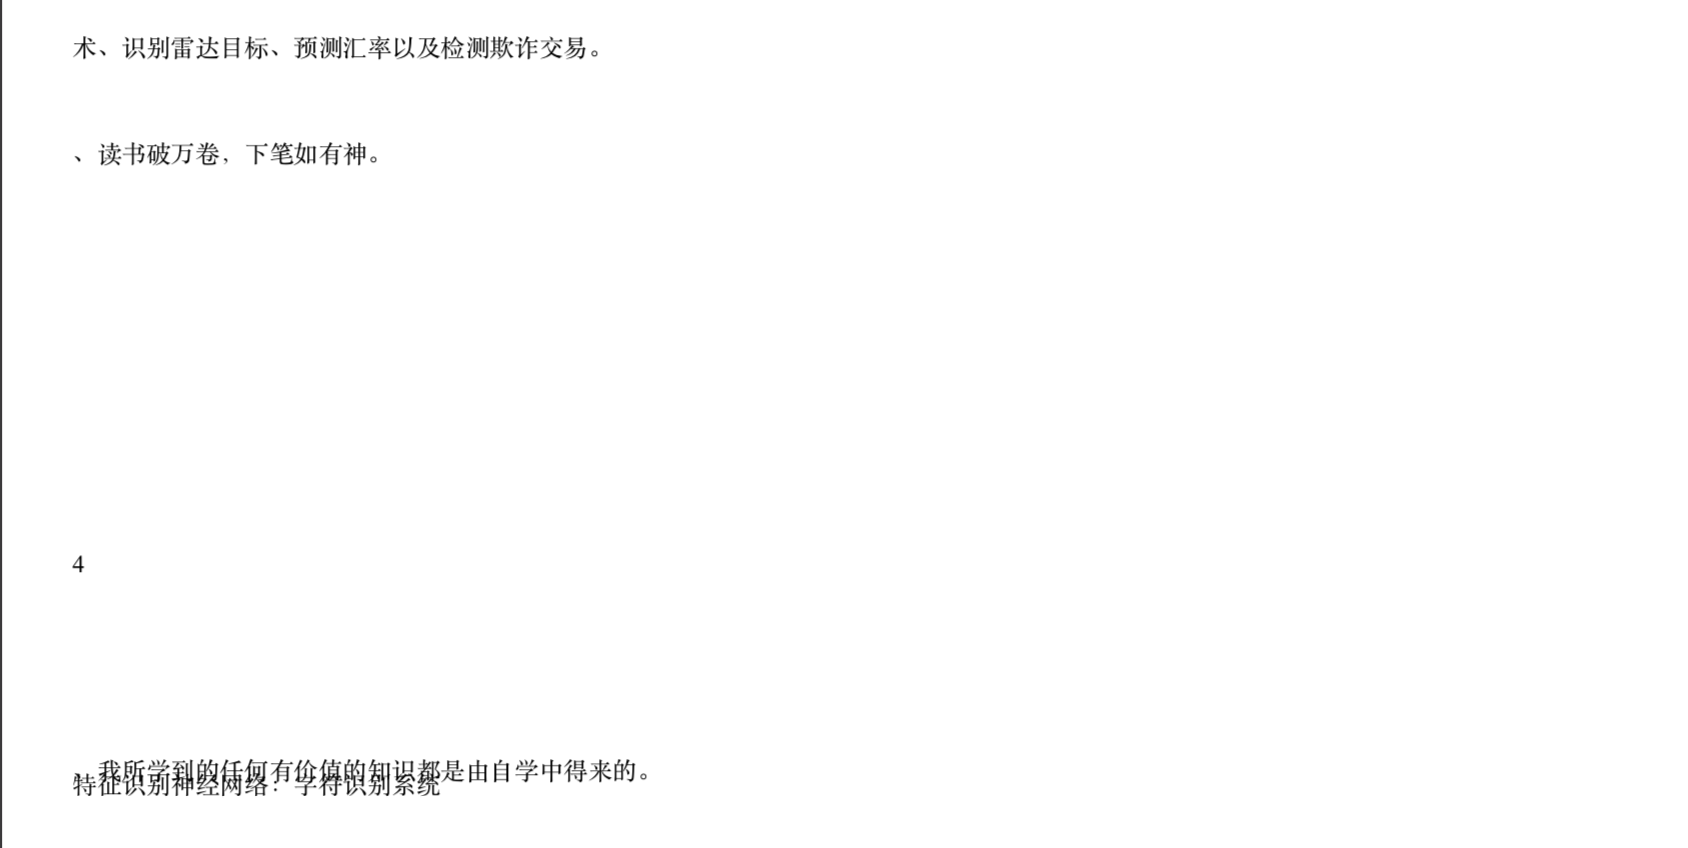 术、识别雷达目标、预测汇率以及检测欺诈交易。
、读书破万卷，下笔如有神。
4
、我所学到的任何有价值的知识都是由自学中得来的。
特征识别神经网络：字符识别系统